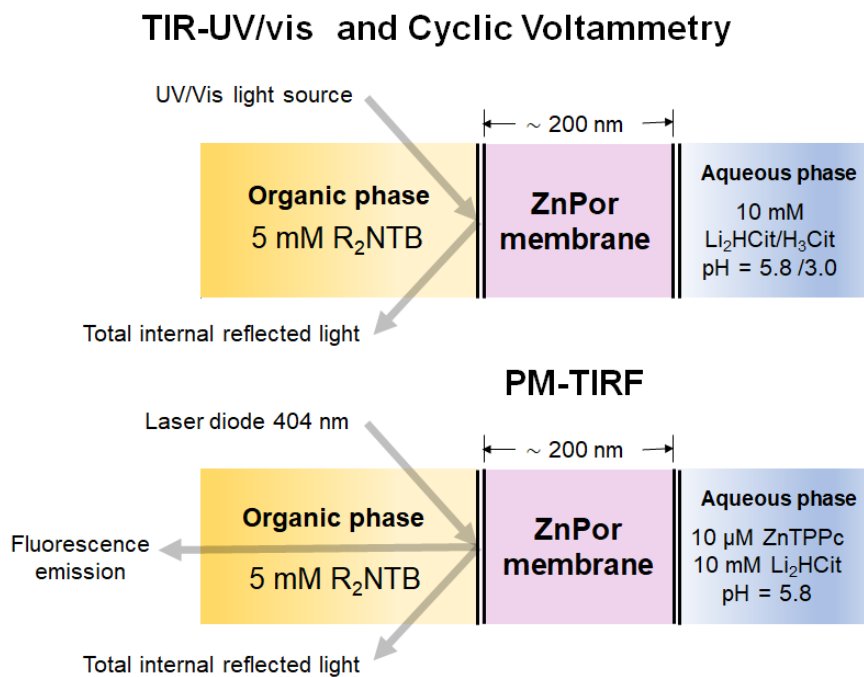 TIR-UV/vis and Cyclic Voltammetry
UV/Vis light source
~ 200 nm
Organic phase
5 mM R₂NTB
ZnPor
membrane
Aqueous phase
10 mM
Li₂HCit/H₃Cit
pH = 5.8 /3.0
Total internal reflected light
PM-TIRF
Laser diode 404 nm
~ 200 nm
Organic phase
5 mM R₂NTB
ZnPor
membrane
Aqueous phase
10 µM ZnTPPc
10 mM Li₂HCit
pH = 5.8
Fluorescence
emission
Total internal reflected light